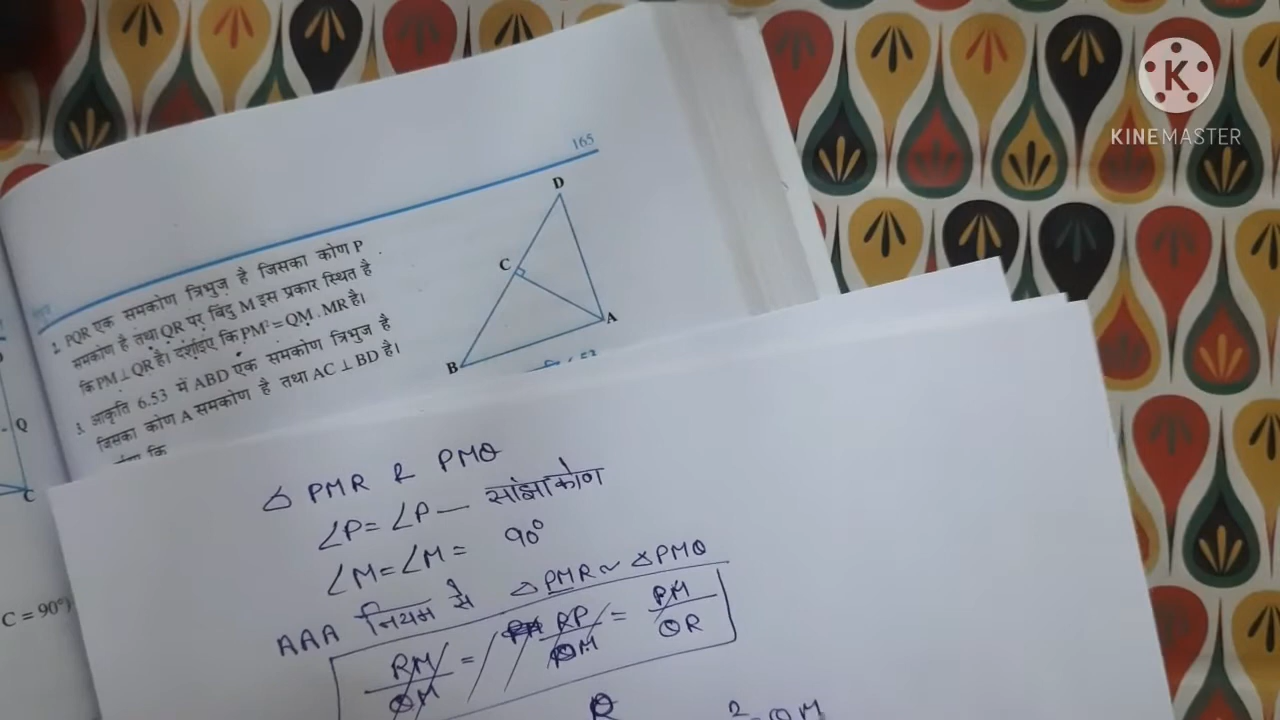 KINEMASTER
165
2. PQR एक समकोण त्रिभुज है जिसका कोण P
समकोण है तथा QR पर बिंदु M इस प्रकार स्थित है
कि PM ⊥ QR है। दर्शाइए कि PM² = QM . MR है।
3. आकृति 6.53 में ABD एक समकोण त्रिभुज है
जिसका कोण A समकोण है तथा AC ⊥ BD है।
कि
D
C
A
B
Q
C
C = 90°)
△ PMR & PMQ
∠P = ∠P — सांझा कोण
∠M = ∠M = 90°
AAA नियम से △PMR ~ △PMQ
RM/QM = RP/QM = PM/QR
2 QM